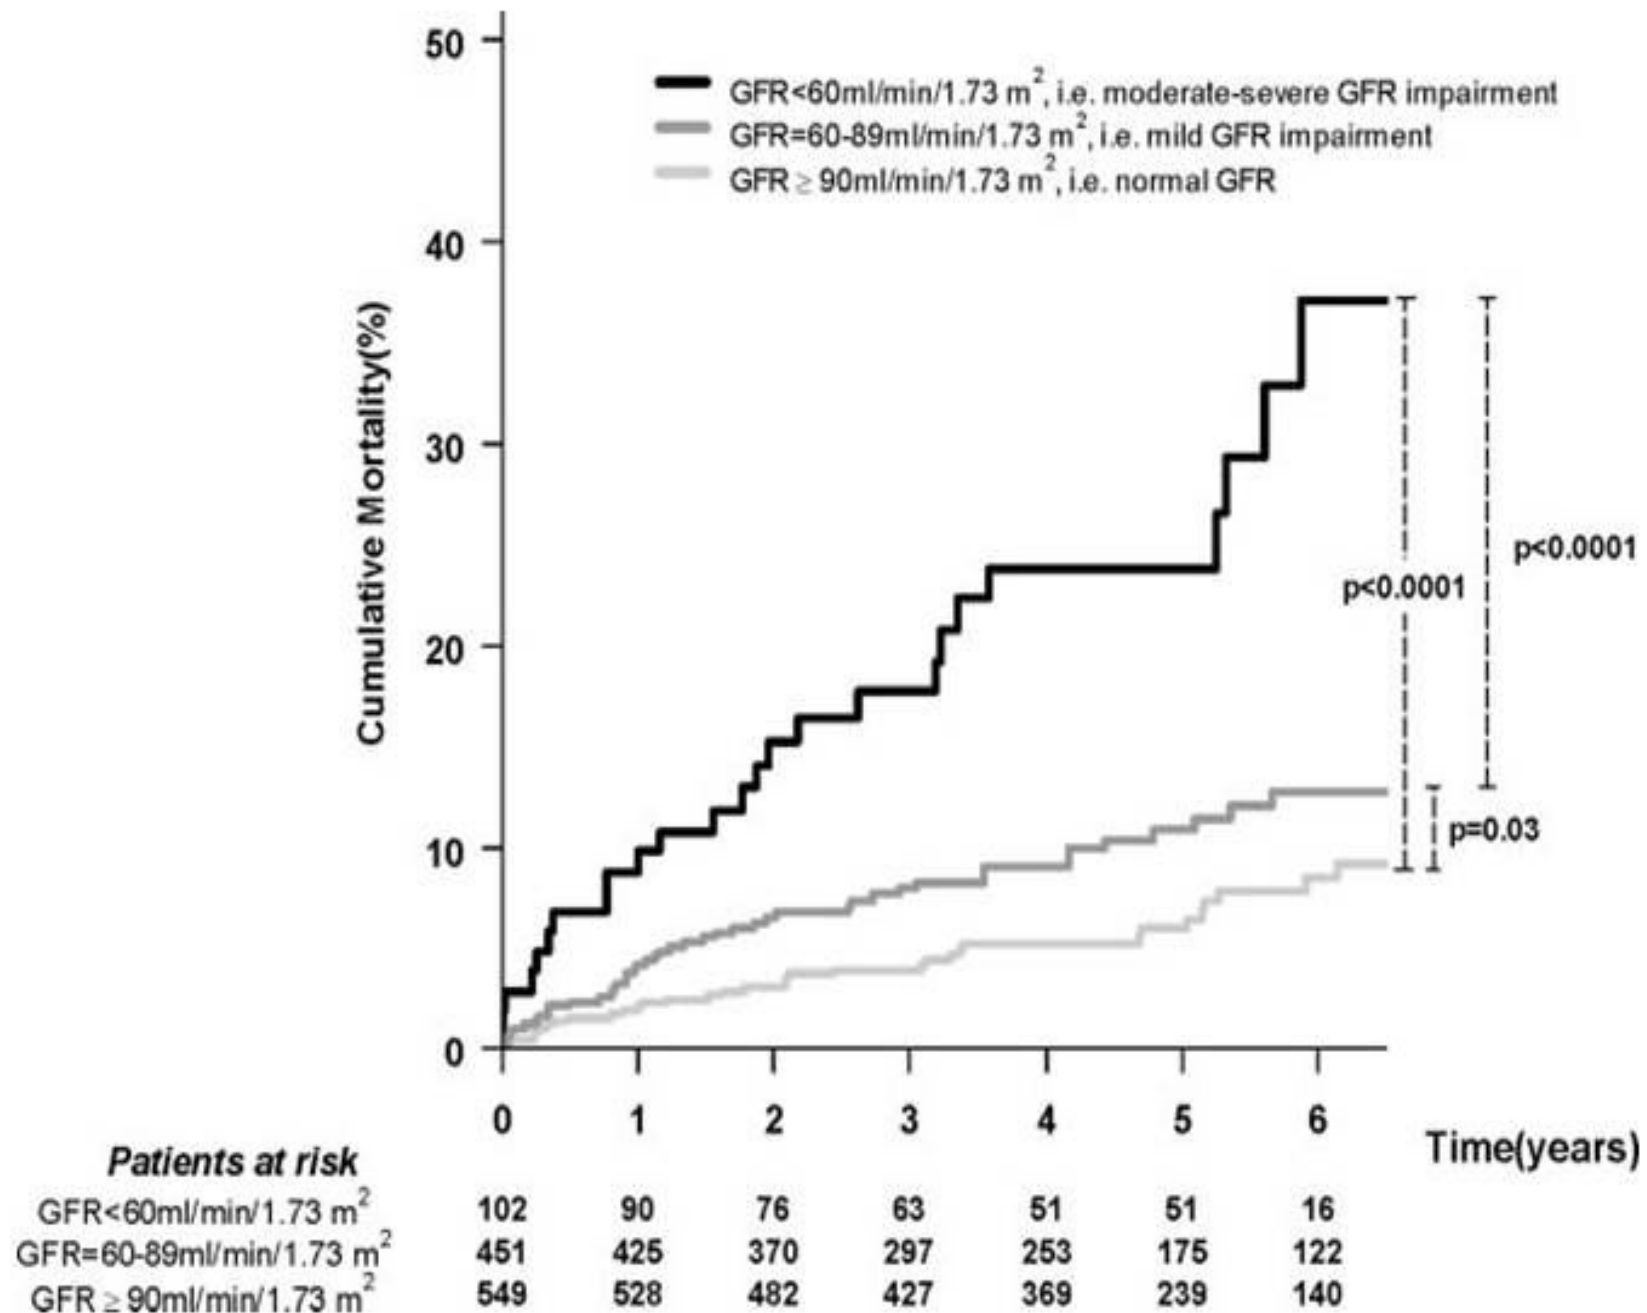 50
GFR<60ml/min/1.73 m², i.e. moderate-severe GFR impairment
GFR=60-89ml/min/1.73 m², i.e. mild GFR impairment
GFR ≥ 90ml/min/1.73 m², i.e. normal GFR
40
30
20
10
0
Cumulative Mortality(%)
p<0.0001
p<0.0001
p=0.03
0 1 2 3 4 5 6
Time(years)
Patients at risk
GFR<60ml/min/1.73 m² 102 90 76 63 51 51 16
GFR=60-89ml/min/1.73 m² 451 425 370 297 253 175 122
GFR ≥ 90ml/min/1.73 m² 549 528 482 427 369 239 140